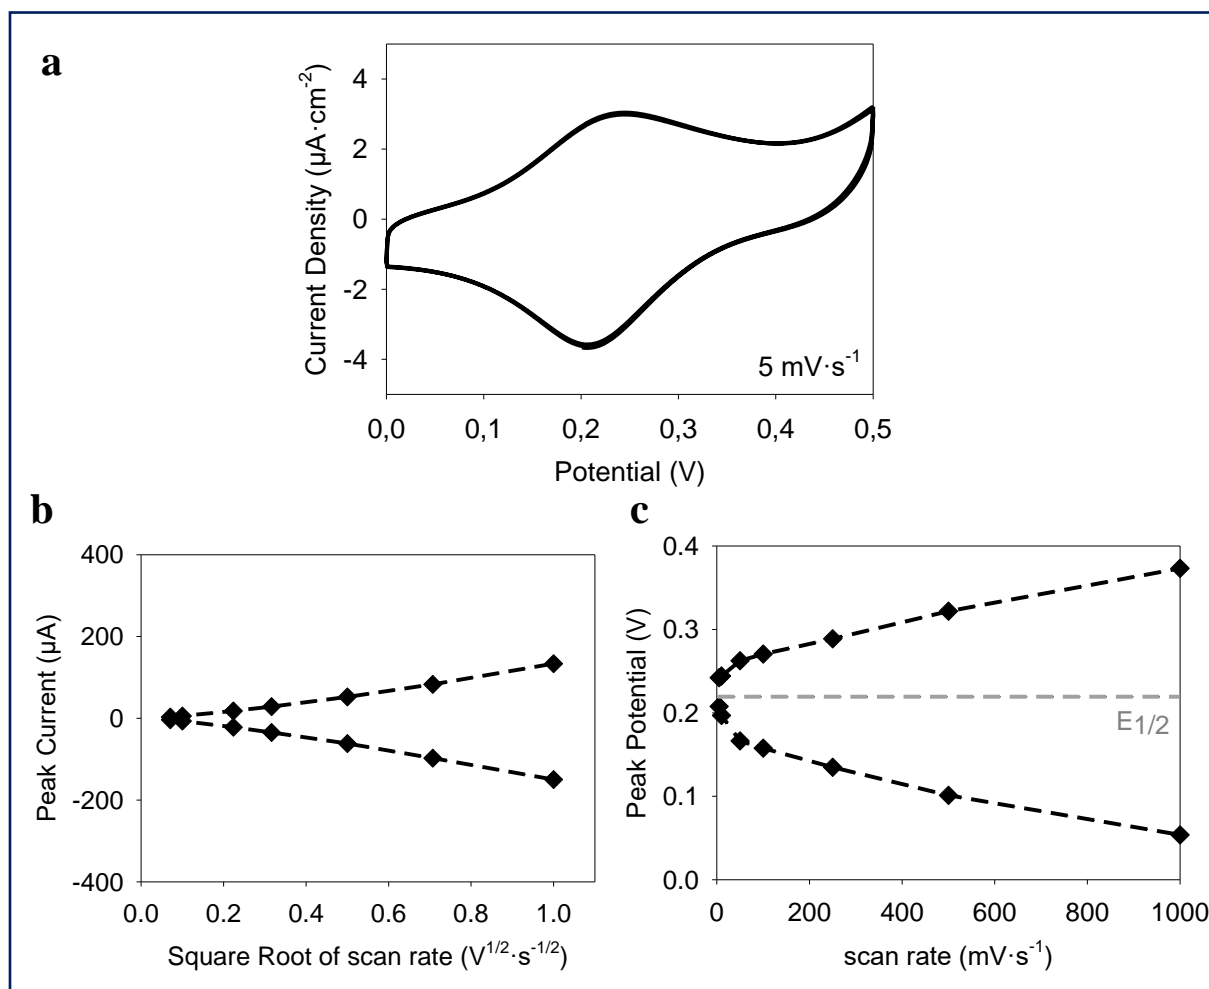 a
Current Density (µA·cm-2)
4
2
0
-2
-4
5 mV·s-1
0,0 0,1 0,2 0,3 0,4 0,5
Potential (V)
b
Peak Current (µA)
400
200
0
-200
-400
0.0 0.2 0.4 0.6 0.8 1.0
Square Root of scan rate (V1/2·s-1/2)
c
Peak Potential (V)
0.4
0.3
0.2
0.1
0.0
E1/2
0 200 400 600 800 1000
scan rate (mV·s-1)